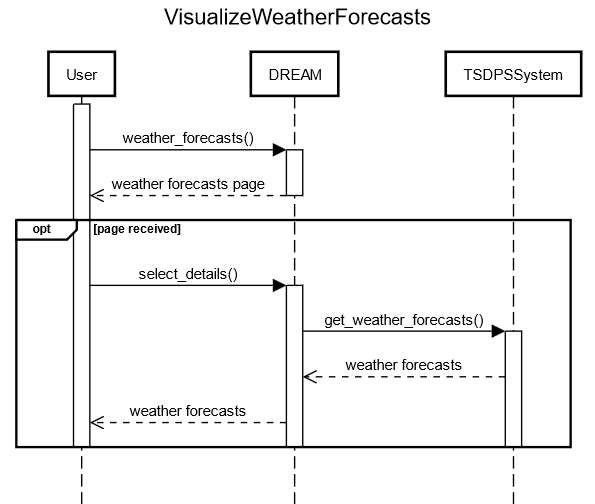 VisualizeWeatherForecasts
User
DREAM
TSDPSSystem
weather_forecasts()
weather forecasts page
opt
[page received]
select_details()
get_weather_forecasts()
weather forecasts
weather forecasts